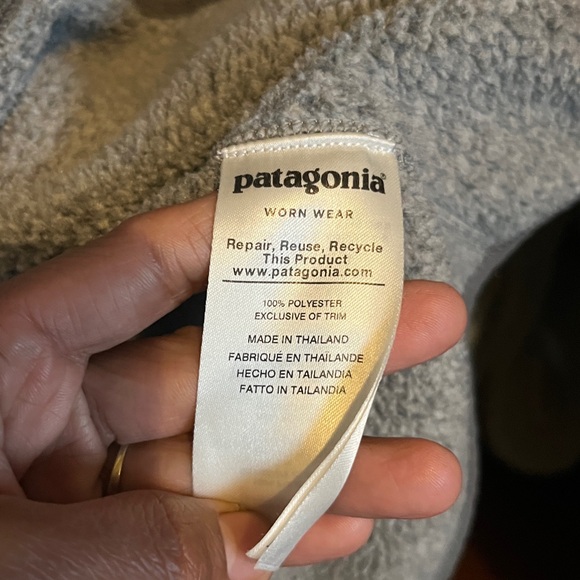 patagonia®
WORN WEAR
Repair, Reuse, Recycle
This Product
www.patagonia.com
100% POLYESTER
EXCLUSIVE OF TRIM
MADE IN THAILAND
FABRIQUÉ EN THAÏLANDE
HECHO EN TAILANDIA
FATTO IN TAILANDIA